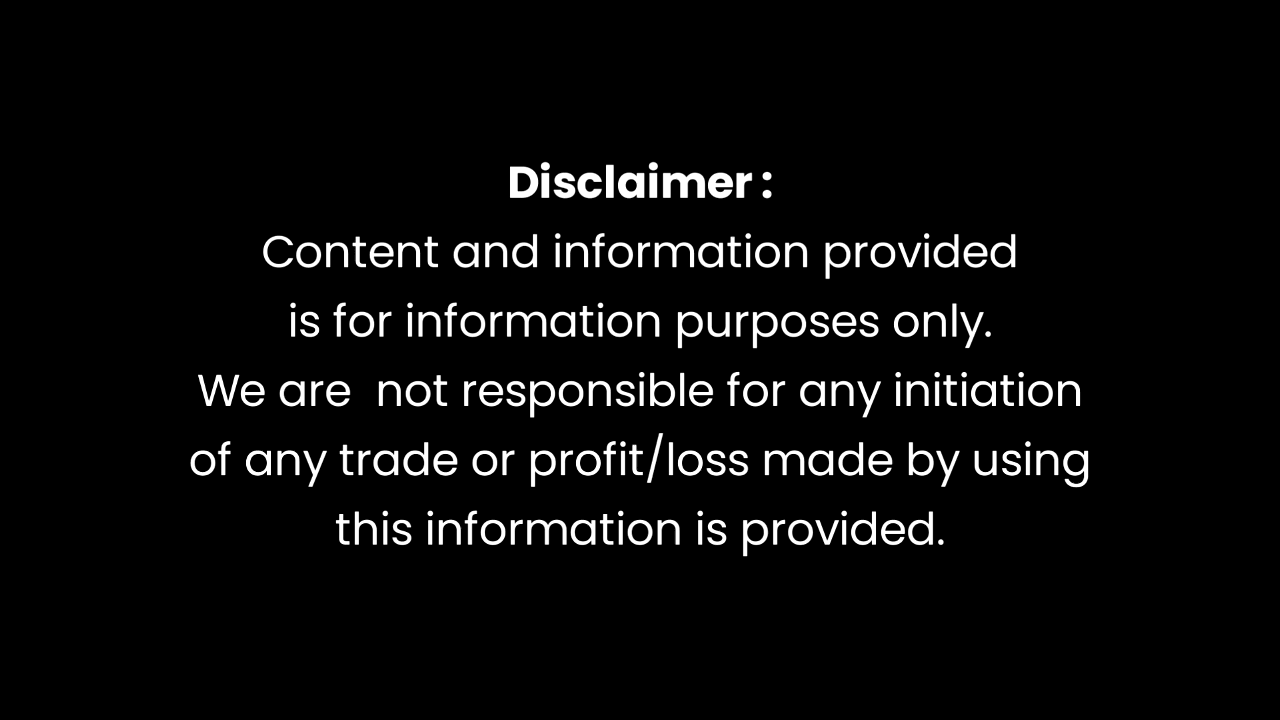 Disclaimer :
Content and information provided
is for information purposes only.
We are  not responsible for any initiation
of any trade or profit/loss made by using
this information is provided.